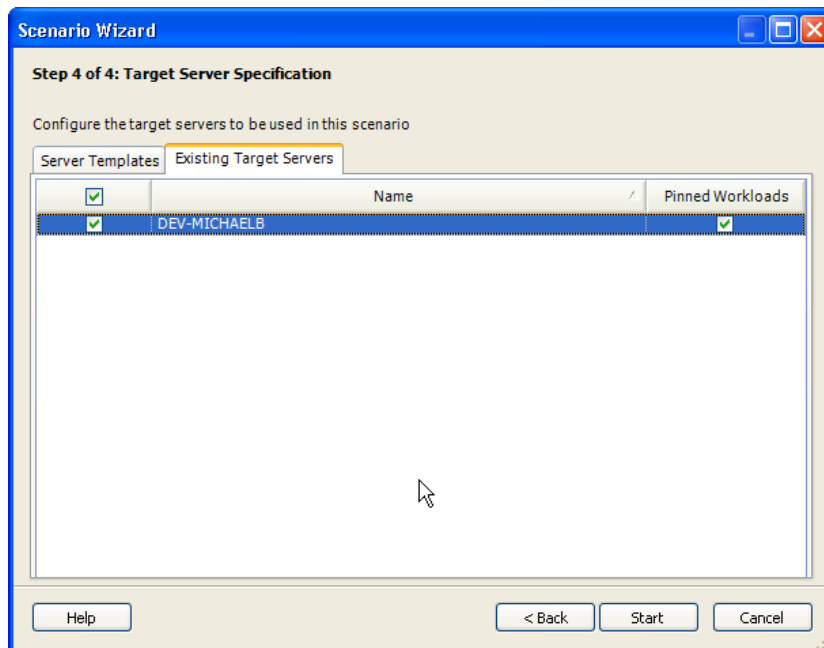 Scenario Wizard
Step 4 of 4: Target Server Specification
Configure the target servers to be used in this scenario
Server Templates Existing Target Servers
Name Pinned Workloads
DEV-MICHAELB
Help < Back Start Cancel